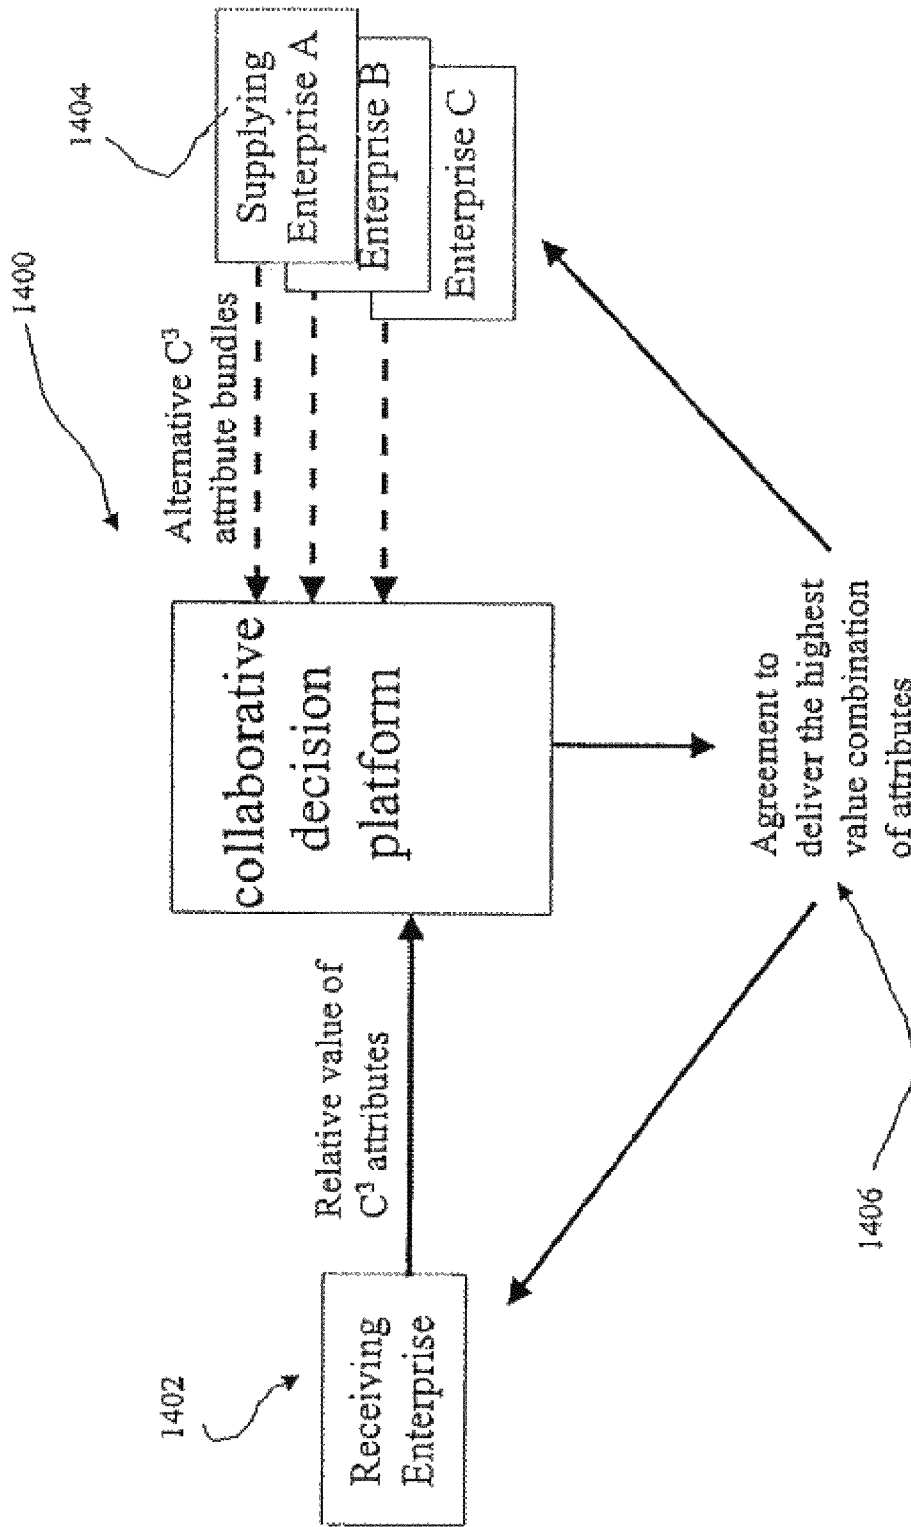 1400
1402
1404
Receiving
Enterprise
Relative value of
C³ attributes
collaborative
decision
platform
Alternative C³
attribute bundles
Supplying
Enterprise A
Enterprise B
Enterprise C
Agreement to
deliver the highest
value combination
of attributes
1406